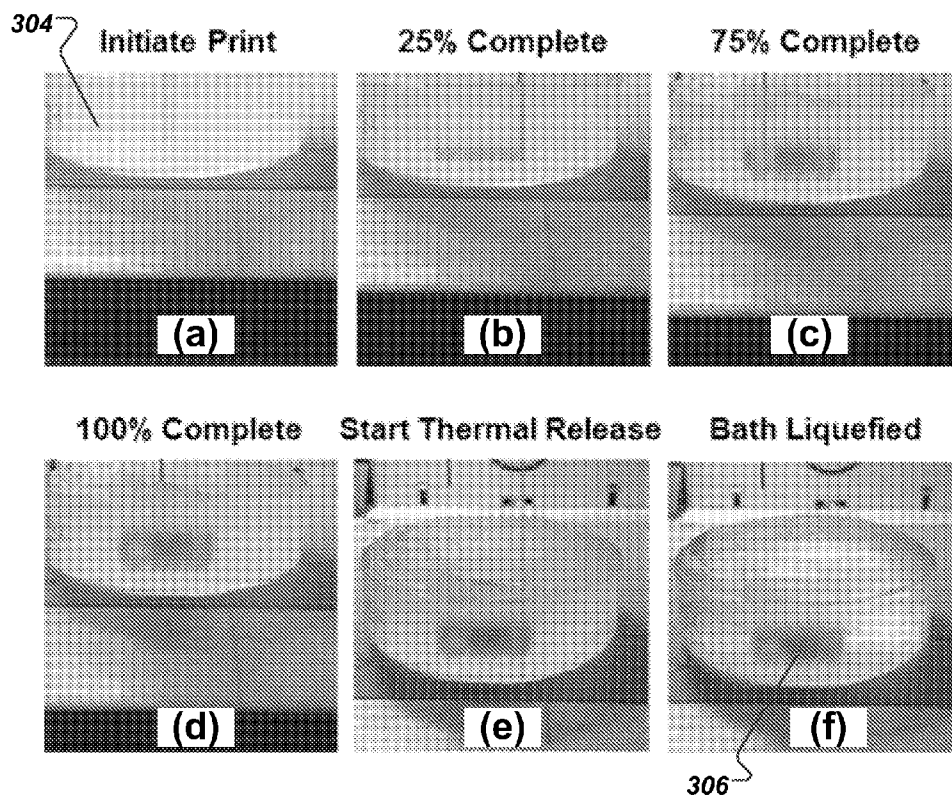 304
Initiate Print 25% Complete 75% Complete
(a) (b) (c)
100% Complete Start Thermal Release Bath Liquefied
(d) (e) (f)
306